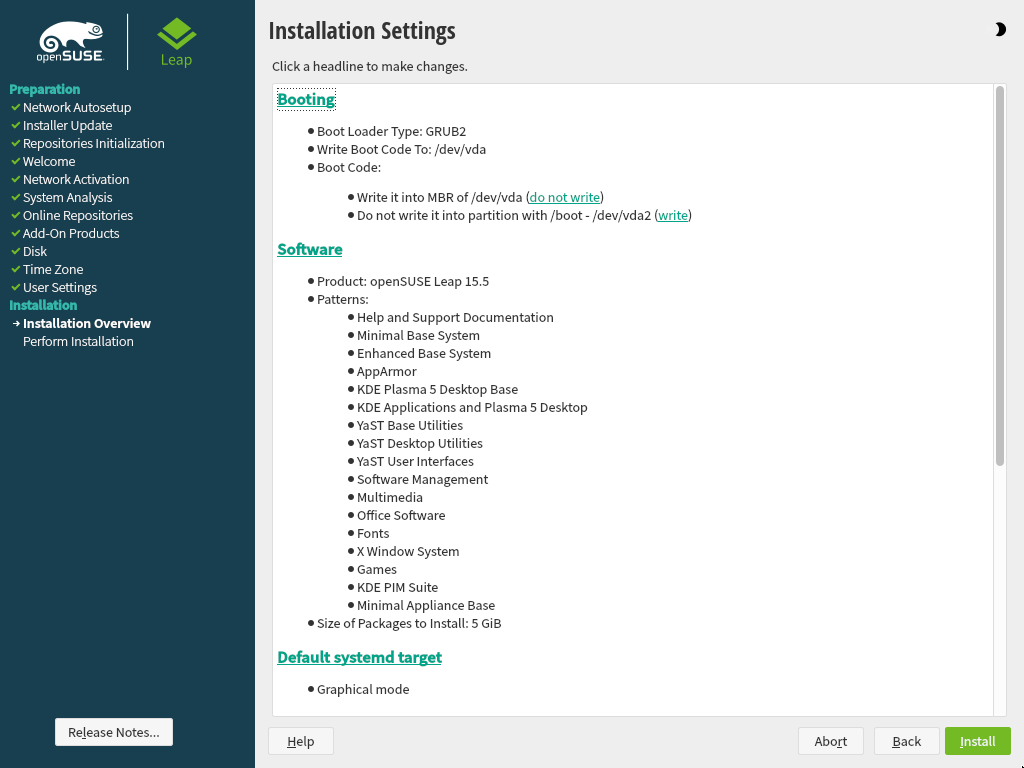 openSUSE
Leap
Preparation
Network Autosetup
Installer Update
Repositories Initialization
Welcome
Network Activation
System Analysis
Online Repositories
Add-On Products
Disk
Time Zone
User Settings
Installation
Installation Overview
Perform Installation
Release Notes...
Installation Settings
Click a headline to make changes.
Booting
Boot Loader Type: GRUB2
Write Boot Code To: /dev/vda
Boot Code:
Write it into MBR of /dev/vda (do not write)
Do not write it into partition with /boot - /dev/vda2 (write)
Software
Product: openSUSE Leap 15.5
Patterns:
Help and Support Documentation
Minimal Base System
Enhanced Base System
AppArmor
KDE Plasma 5 Desktop Base
KDE Applications and Plasma 5 Desktop
YaST Base Utilities
YaST Desktop Utilities
YaST User Interfaces
Software Management
Multimedia
Office Software
Fonts
X Window System
Games
KDE PIM Suite
Minimal Appliance Base
Size of Packages to Install: 5 GiB
Default systemd target
Graphical mode
Help
Abort
Back
Install